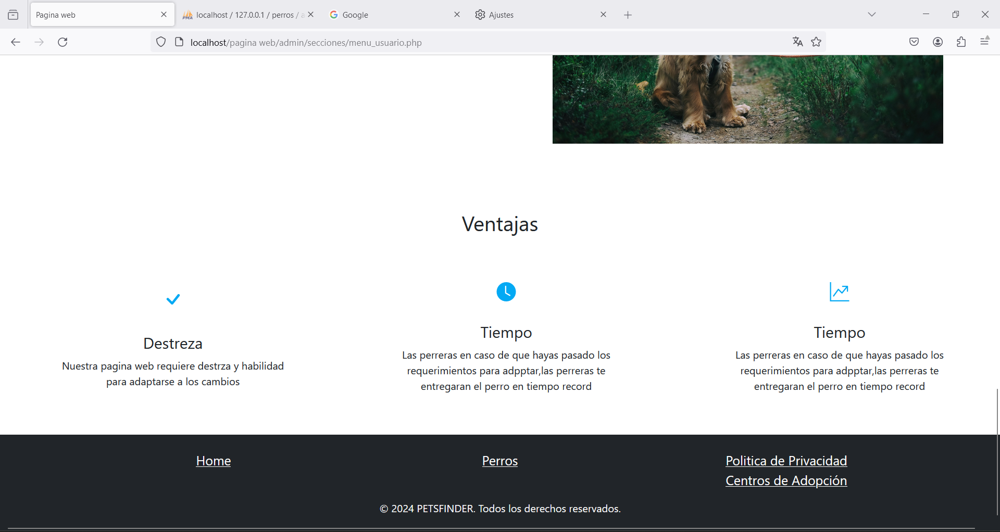 Pagina web
localhost / 127.0.0.1 / perros /
Google
Ajustes
localhost/pagina web/admin/secciones/menu_usuario.php
Ventajas
Destreza
Nuestra pagina web requiere destrza y habilidad
para adaptarse a los cambios
Tiempo
Las perreras en caso de que hayas pasado los
requerimientos para adpptar,las perreras te
entregaran el perro en tiempo record
Tiempo
Las perreras en caso de que hayas pasado los
requerimientos para adpptar,las perreras te
entregaran el perro en tiempo record
Home
Perros
Politica de Privacidad
Centros de Adopción
© 2024 PETSFINDER. Todos los derechos reservados.